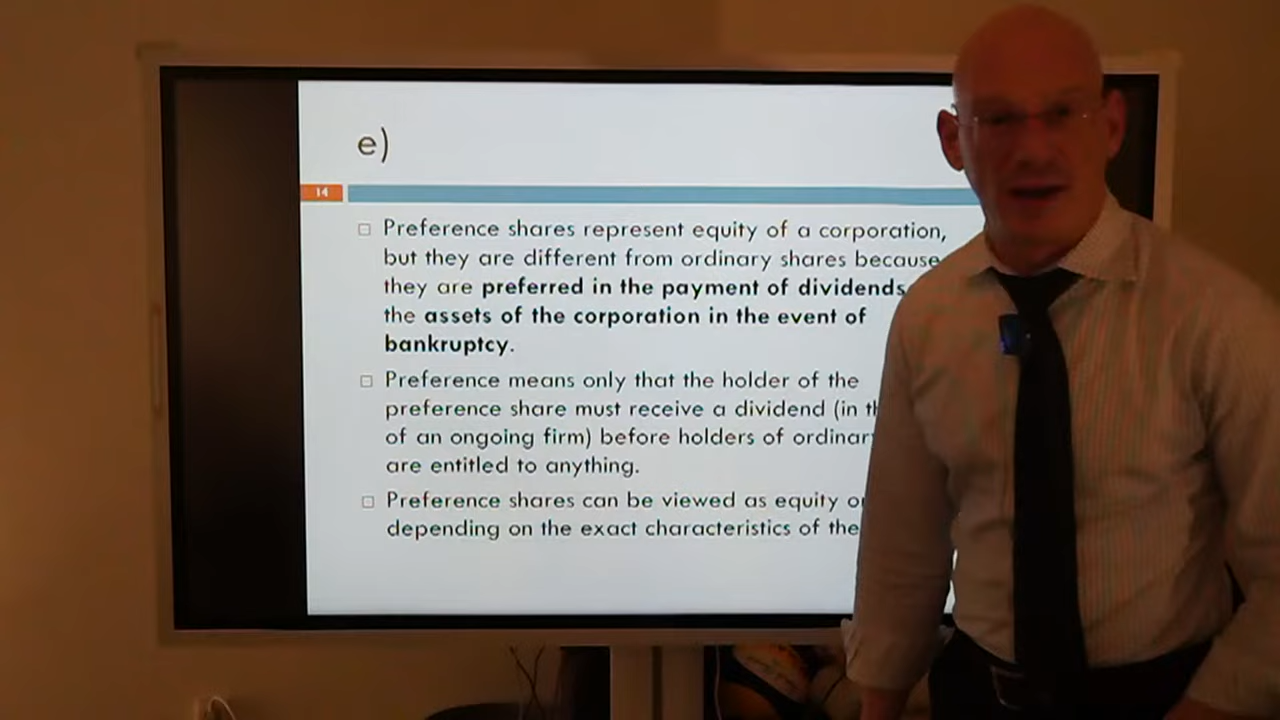 e)
14
Preference shares represent equity of a corporation,
but they are different from ordinary shares because
they are preferred in the payment of dividends
the assets of the corporation in the event of
bankruptcy.
Preference means only that the holder of the
preference share must receive a dividend (in
of an ongoing firm) before holders of
are entitled to anything.
Preference shares can be viewed as equity
depending on the exact characteristics of the